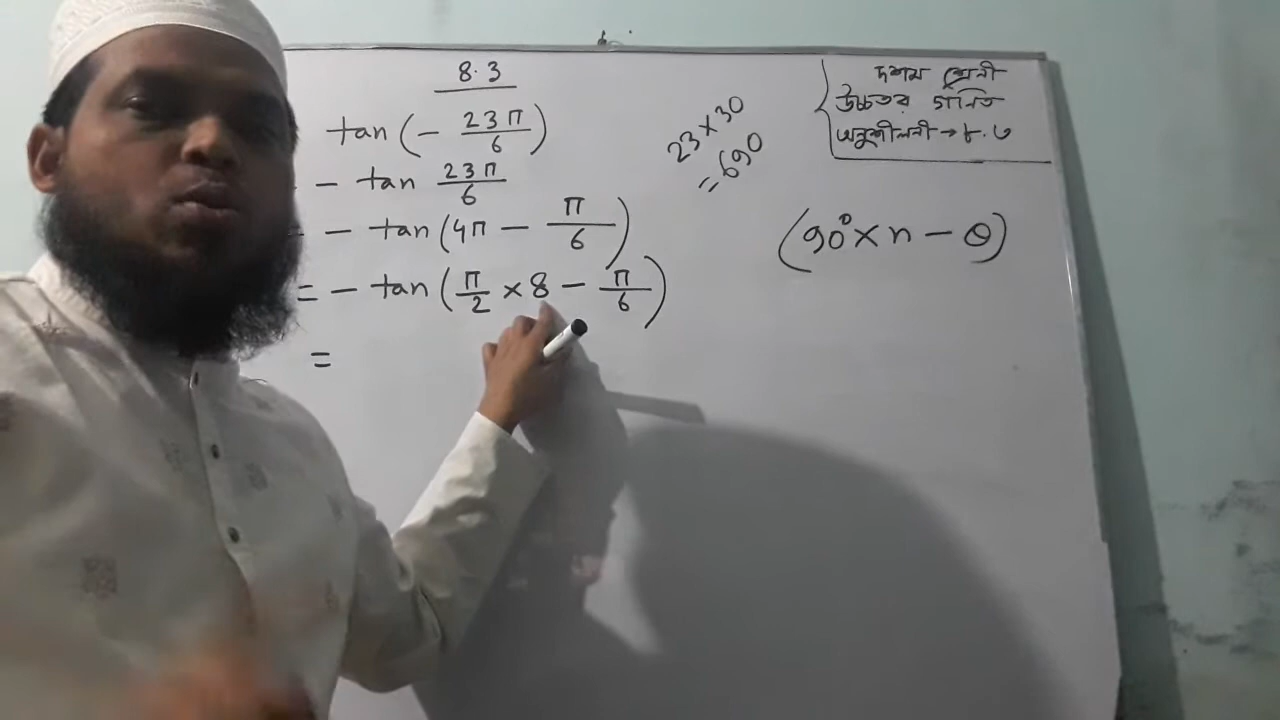 8.3
tan(- 23π/6)
- tan 23π/6
- tan(4π - π/6)
= - tan(π/2 × 8 - π/6)
=
23×30
=690
দশম শ্রেনী
উচ্চতর গনিত
অনুশীলনী → ৮.৩
(90° × n - θ)